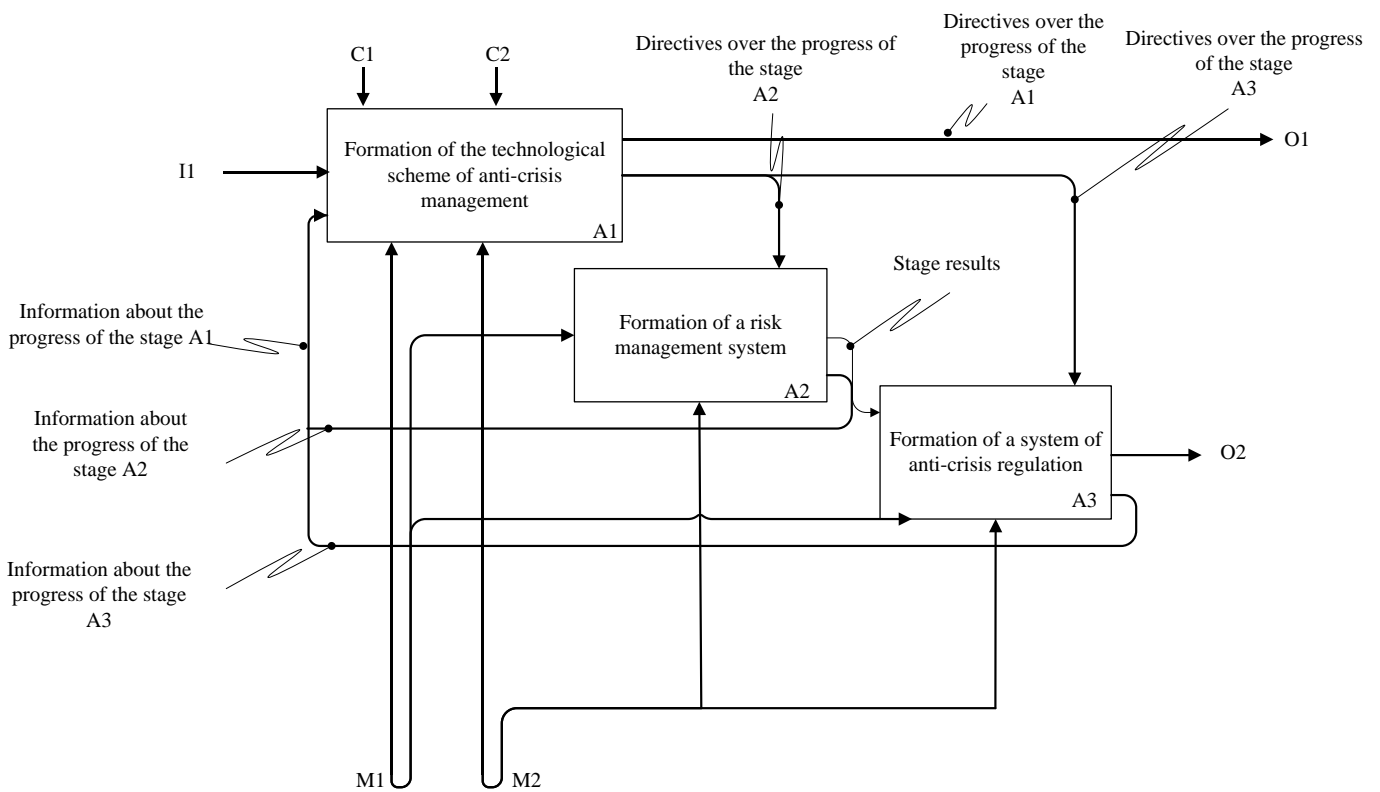 C1
C2
Directives over the progress of
the stage
A2
Directives over the
progress of the
stage
A1
Directives over the progress
of the stage
A3
I1
Formation of the technological
scheme of anti-crisis
management
A1
O1
Stage results
Information about the
progress of the stage A1
Formation of a risk
management system
A2
Information about
the progress of the
stage A2
Formation of a system of
anti-crisis regulation
A3
O2
Information about the
progress of the stage
A3
M1
M2